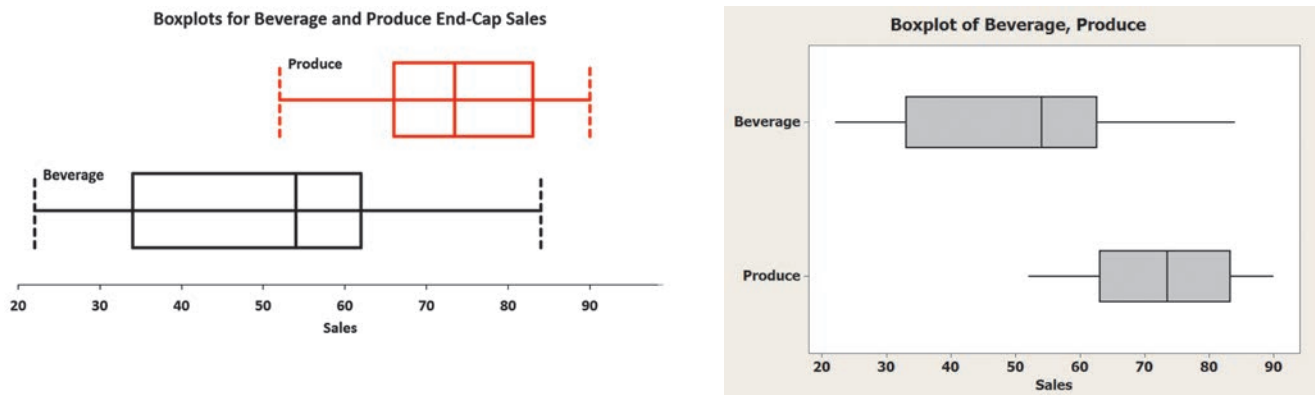 Boxplots for Beverage and Produce End-Cap Sales
Produce
Beverage
20 30 40 50 60 70 80 90
Sales
Boxplot of Beverage, Produce
Beverage
Produce
20 30 40 50 60 70 80 90
Sales